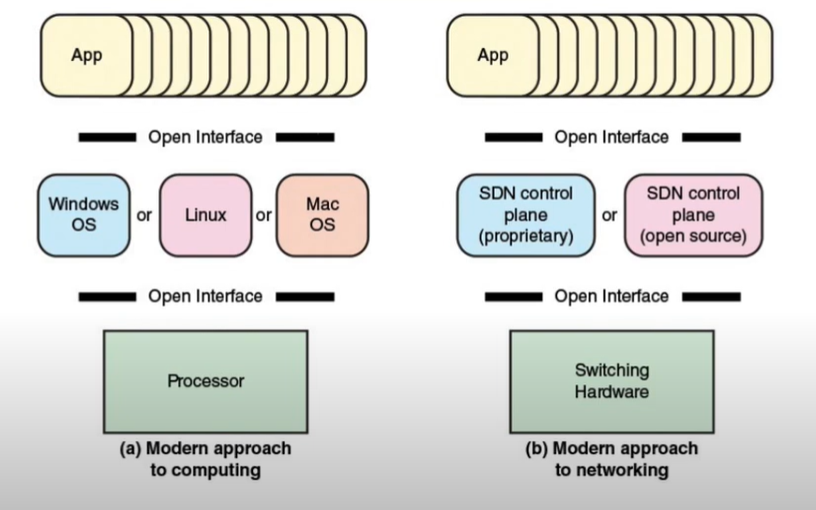 App
Open Interface
Windows
OS
or
Linux
or
Mac
OS
Open Interface
Processor
(a) Modern approach
to computing
App
Open Interface
SDN control
plane
(proprietary)
or
SDN control
plane
(open source)
Open Interface
Switching
Hardware
(b) Modern approach
to networking